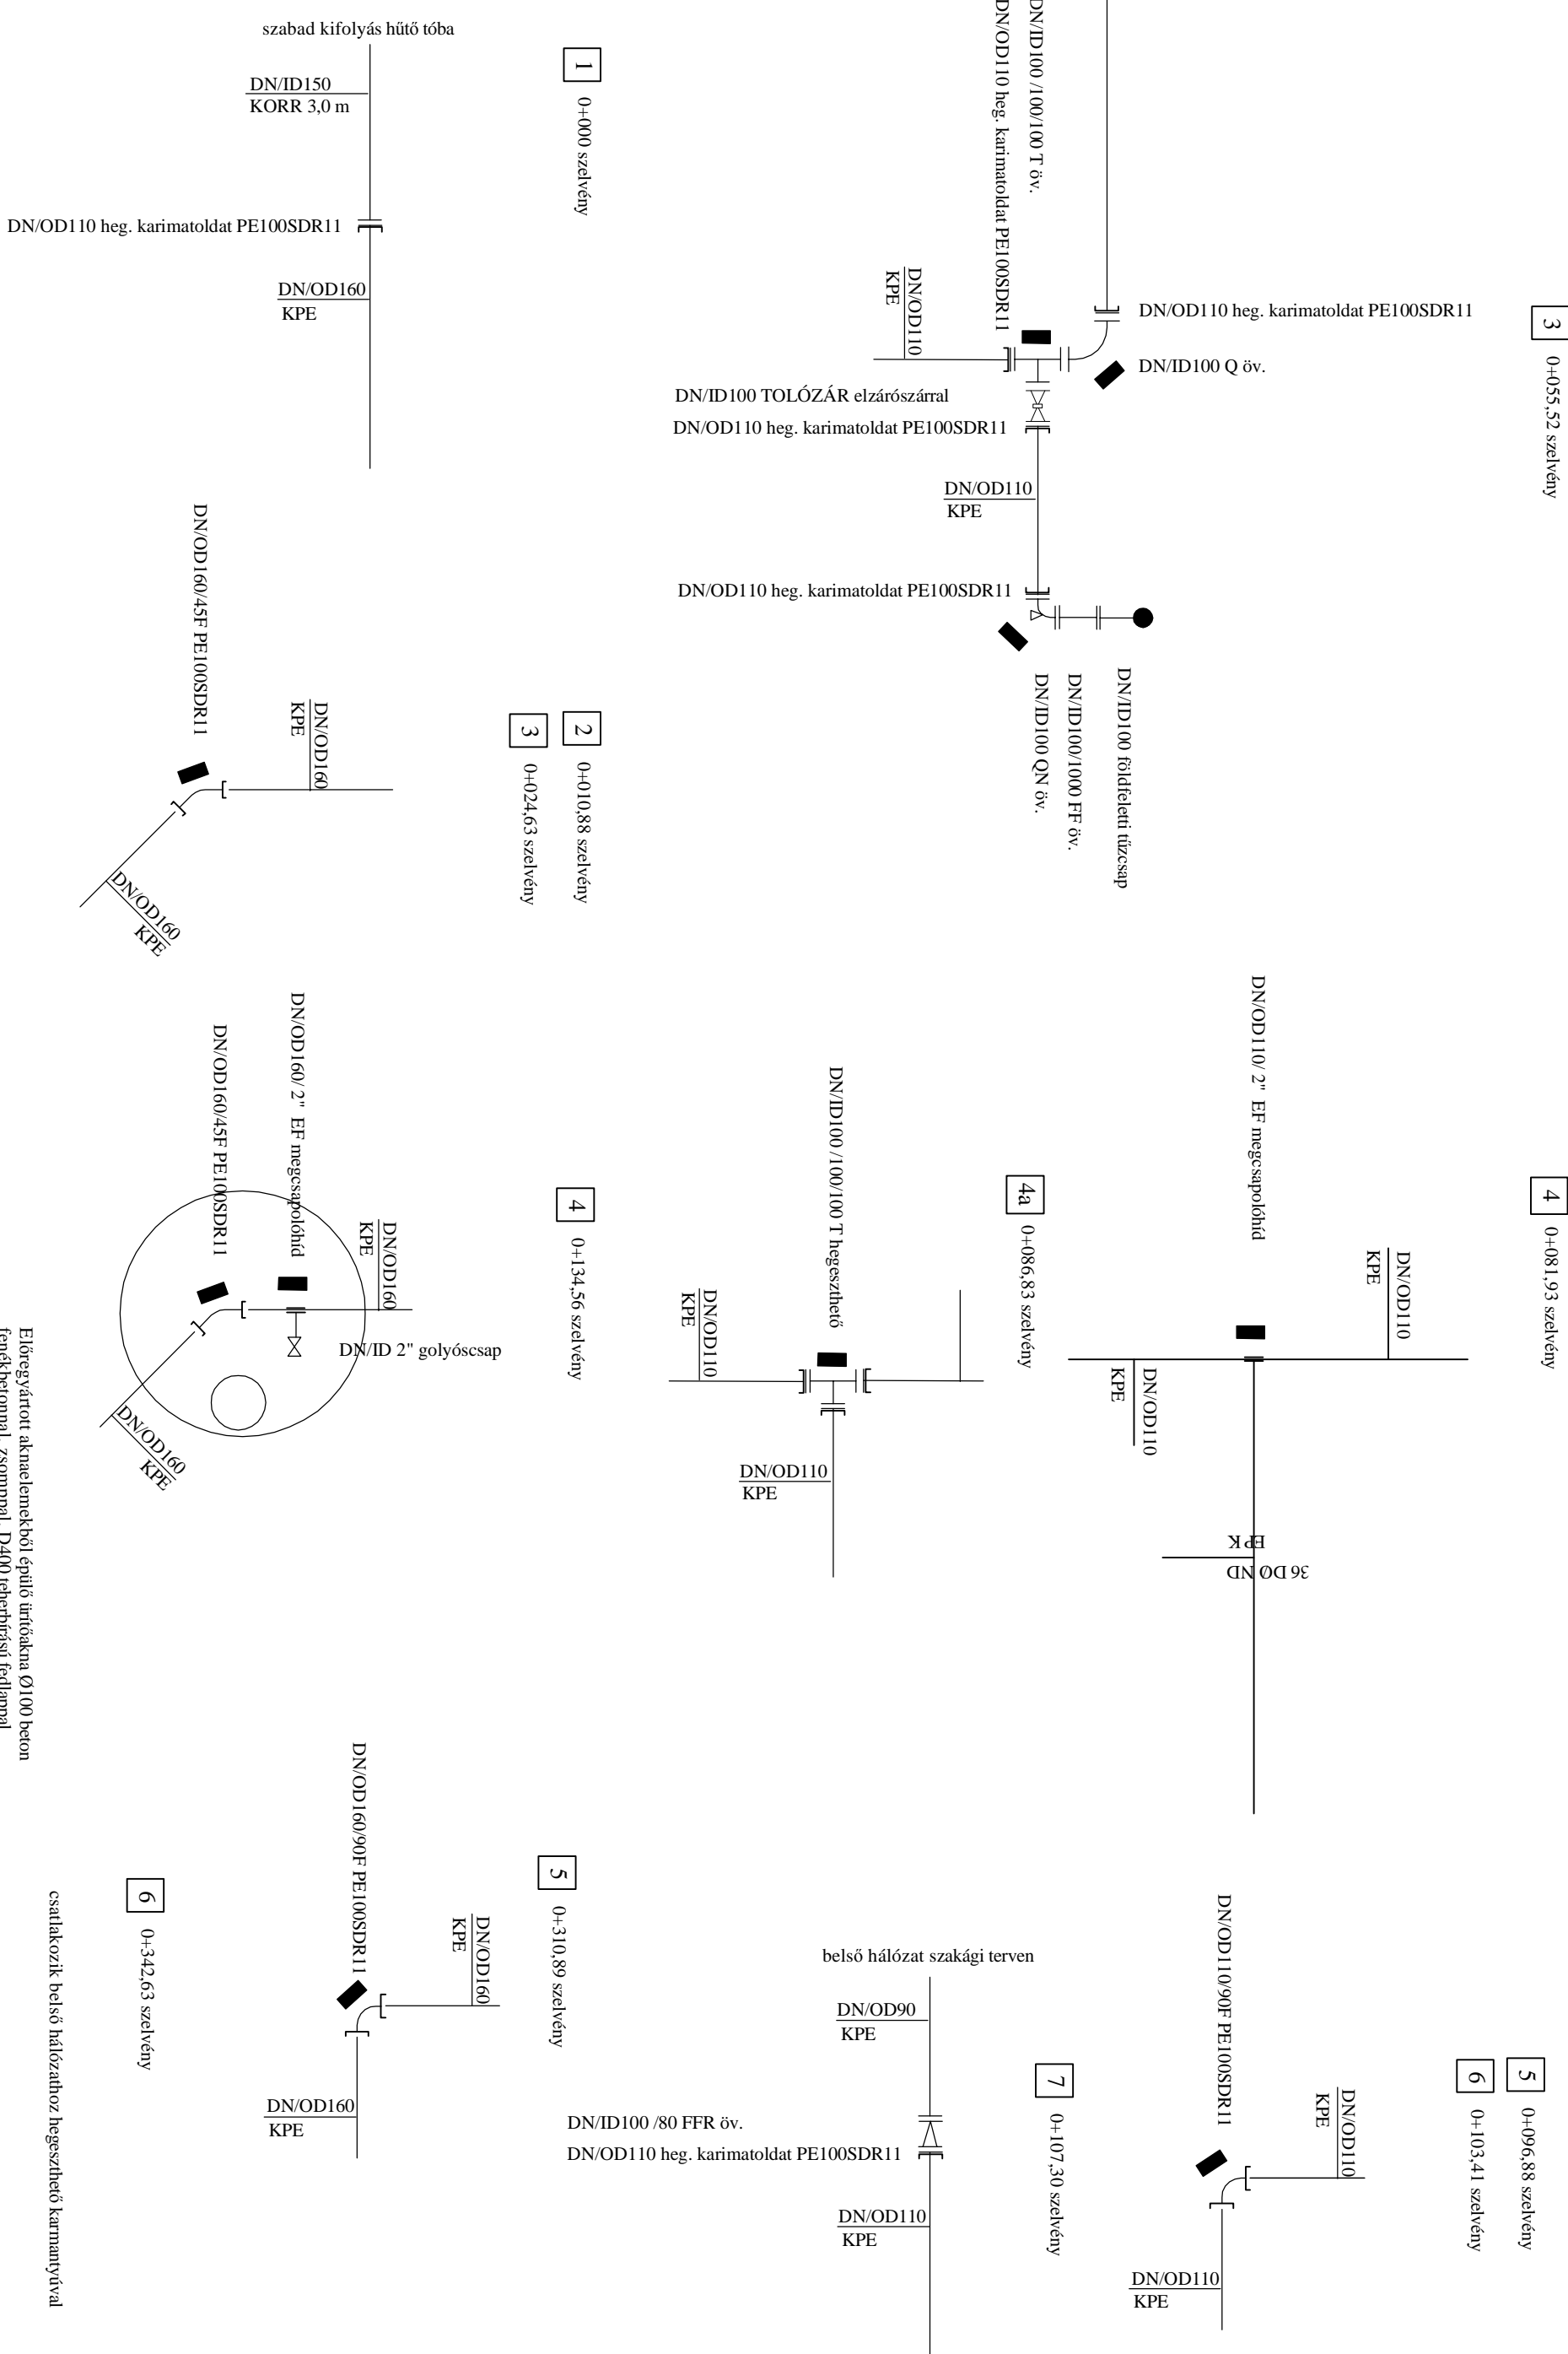 szabad kifolyás hűtő tóba
DN/ID150
KORR 3,0 m
DN/OD110 heg. karimatoldat PE100SDR11
DN/OD160
KPE
1
0+000 szelvény
DN/ID100 /100/100 T öv.
DN/OD110 heg. karimatoldat PE100SDR11
DN/OD110
KPE
DN/OD110 heg. karimatoldat PE100SDR11
DN/ID100 Q öv.
DN/ID100 TOLÓZÁR elzárószárral
DN/OD110 heg. karimatoldat PE100SDR11
DN/OD110
KPE
DN/OD110 heg. karimatoldat PE100SDR11
DN/ID100 földfeletti tűzcsap
DN/ID100/1000 FF öv.
DN/ID100 QN öv.
3
0+055,52 szelvény
2
0+010,88 szelvény
3
0+024,63 szelvény
DN/OD160/45F PE100SDR11
DN/OD160
KPE
DN/OD160
KPE
4
0+081,93 szelvény
DN/OD110/ 2" EF megcsapolóhíd
DN/OD110
KPE
DN/OD110
KPE
4a
0+086,83 szelvény
DN/ID100 /100/100 T hegeszthető
DN/OD110
KPE
DN/OD110
KPE
4
0+134,56 szelvény
DN/OD160/ 2" EF megcsapolóhíd
DN/OD160/45F PE100SDR11
DN/OD160
KPE
DN/ID 2" golyóscsap
DN/OD160
KPE
Előregyártott aknaelemekből épülő ürítőakna Ø100 beton
fenékbetonnal, zsomppal, D400 teherbírású fedlappal
5
0+096,88 szelvény
6
0+103,41 szelvény
DN/OD110/90F PE100SDR11
DN/OD110
KPE
DN/OD110
KPE
7
0+107,30 szelvény
belső hálózat szakági terven
DN/OD90
KPE
DN/ID100 /80 FFR öv.
DN/OD110 heg. karimatoldat PE100SDR11
DN/OD110
KPE
5
0+310,89 szelvény
DN/OD160/90F PE100SDR11
DN/OD160
KPE
DN/OD160
KPE
6
0+342,63 szelvény
csatlakozik belső hálózathoz hegeszthető karmantyúval